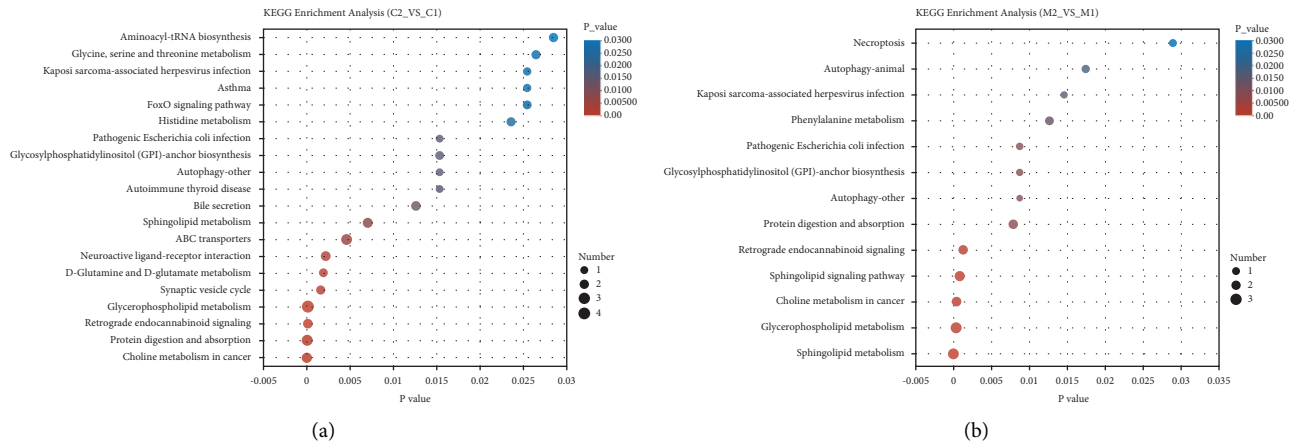 KEGG Enrichment Analysis (C2_VS_C1)
Aminoacyl-tRNA biosynthesis
Glycine, serine and threonine metabolism
Kaposi sarcoma-associated herpesvirus infection
Asthma
FoxO signaling pathway
Histidine metabolism
Pathogenic Escherichia coli infection
Glycosylphosphatidylinositol (GPI)-anchor biosynthesis
Autophagy-other
Autoimmune thyroid disease
Bile secretion
Sphingolipid metabolism
ABC transporters
Neuroactive ligand-receptor interaction
D-Glutamine and D-glutamate metabolism
Synaptic vesicle cycle
Glycerophospholipid metabolism
Retrograde endocannabinoid signaling
Protein digestion and absorption
Choline metabolism in cancer
-0.005 0 0.005 0.01 0.015 0.02 0.025 0.03
P value
P_value
0.0300
0.0250
0.0200
0.0150
0.0100
0.00500
0.00
Number
1
2
3
4
(a)
KEGG Enrichment Analysis (M2_VS_M1)
Necroptosis
Autophagy-animal
Kaposi sarcoma-associated herpesvirus infection
Phenylalanine metabolism
Pathogenic Escherichia coli infection
Glycosylphosphatidylinositol (GPI)-anchor biosynthesis
Autophagy-other
Protein digestion and absorption
Retrograde endocannabinoid signaling
Sphingolipid signaling pathway
Choline metabolism in cancer
Glycerophospholipid metabolism
Sphingolipid metabolism
-0.005 0 0.005 0.01 0.015 0.02 0.025 0.03 0.035
P value
P_value
0.0300
0.0250
0.0200
0.0150
0.0100
0.00500
0.00
Number
1
2
3
(b)